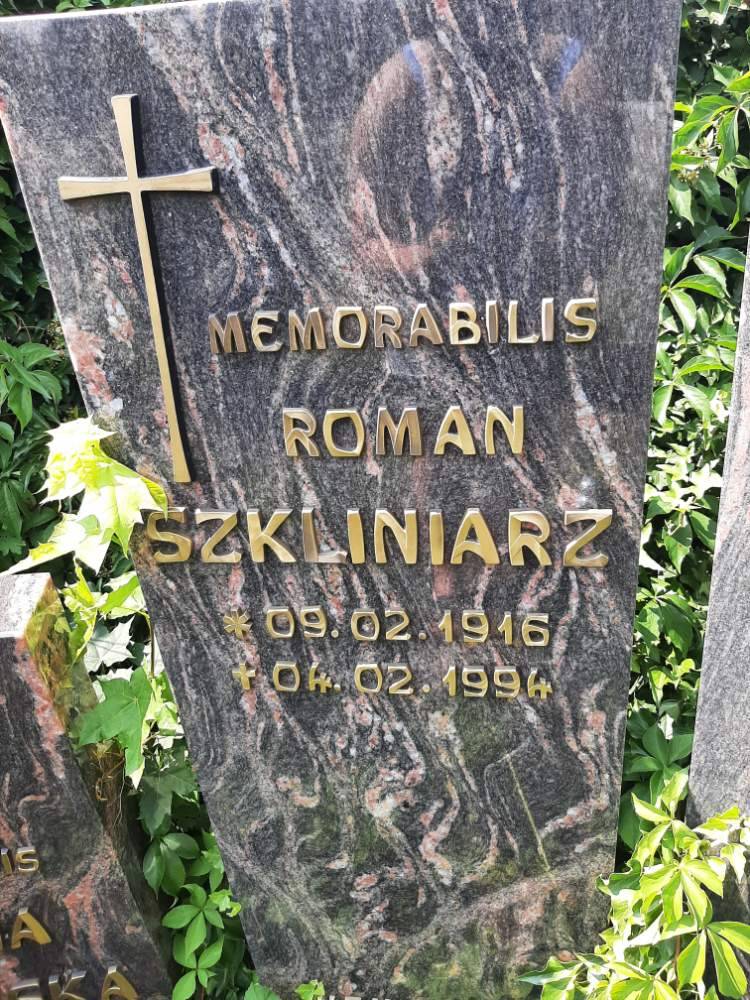 MEMORABILIS
ROMAN
SZKLINIARZ
* 09.02.1916
+ 04.02.1994